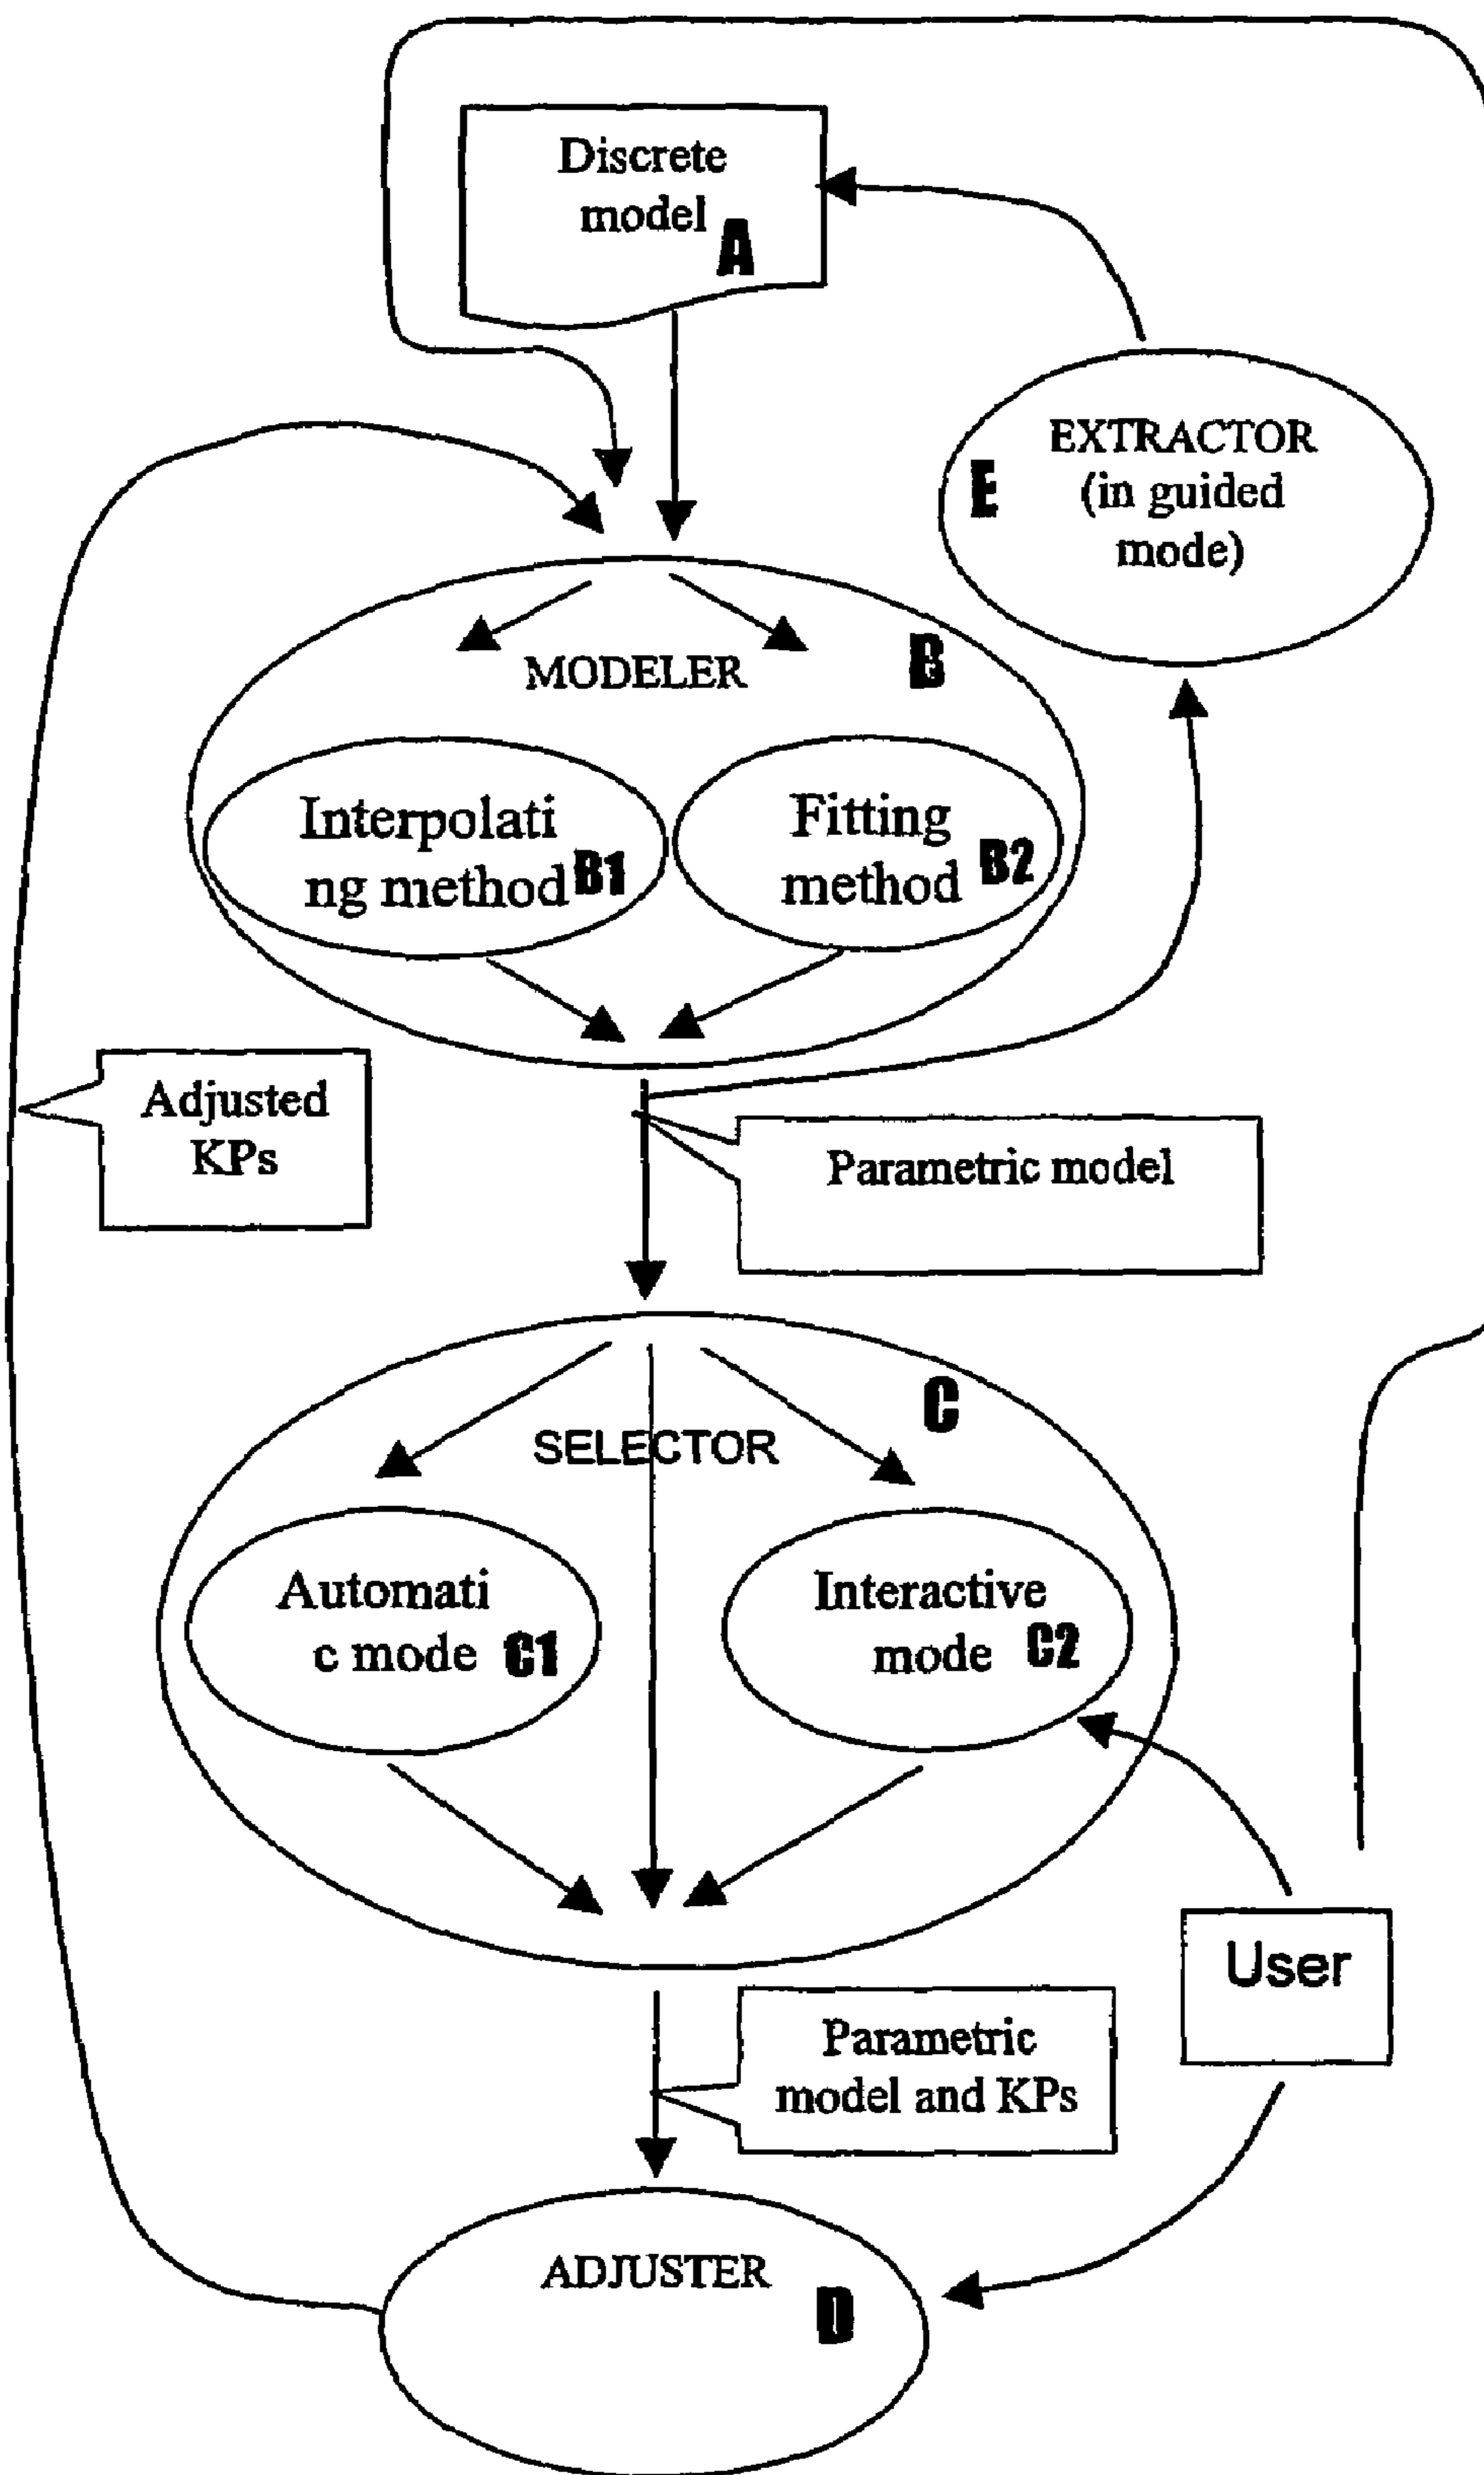 Discrete
model A
EXTRACTOR
E (in guided
mode)
MODELER B
Interpolati
ng method B1
Fitting
method B2
Adjusted
KPs
Parametric model
C
SELECTOR
Automati
c mode C1
Interactive
mode C2
User
Parametric
model and KPs
ADJUSTER
D